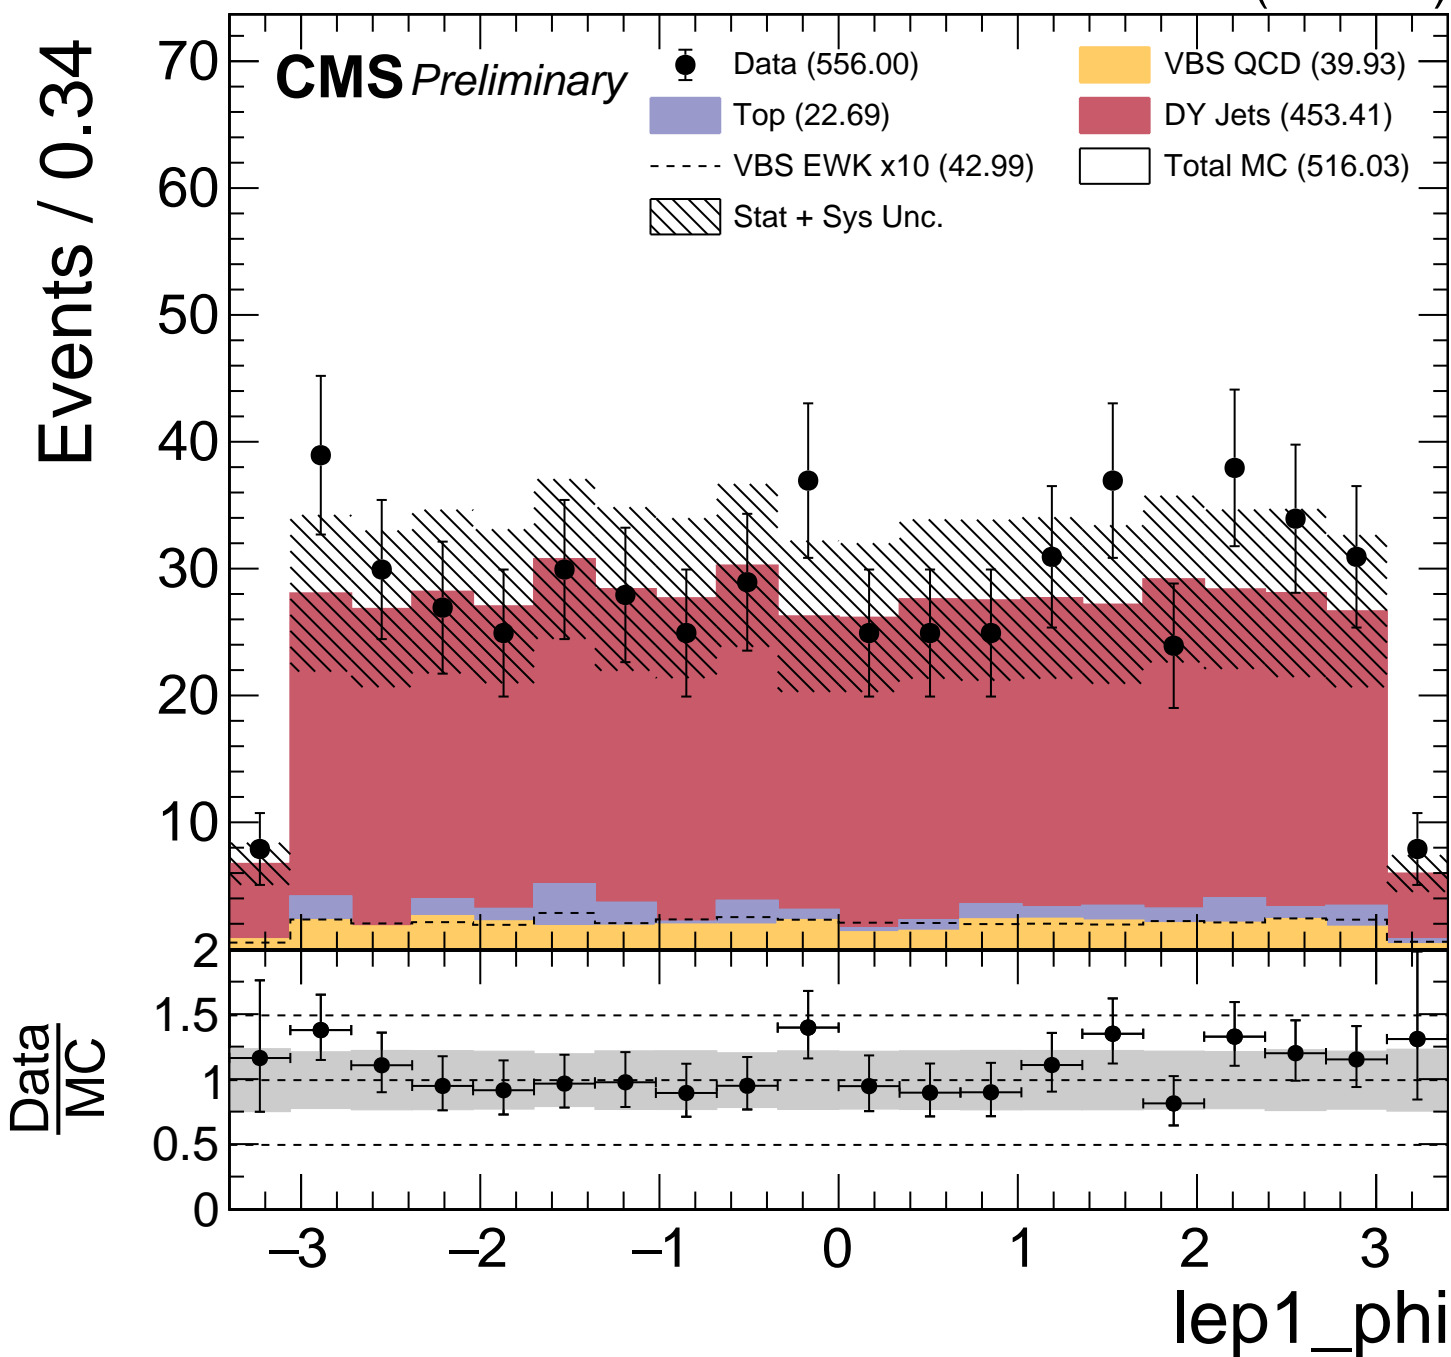 CMS Preliminary
Data (556.00)
VBS QCD (39.93)
Top (22.69)
DY Jets (453.41)
VBS EWK x10 (42.99)
Total MC (516.03)
Stat + Sys Unc.
Events / 0.34
70
60
50
40
30
20
10
2
1.5
1
0.5
0
Data
MC
–3
–2
–1
0
1
2
3
lep1_phi